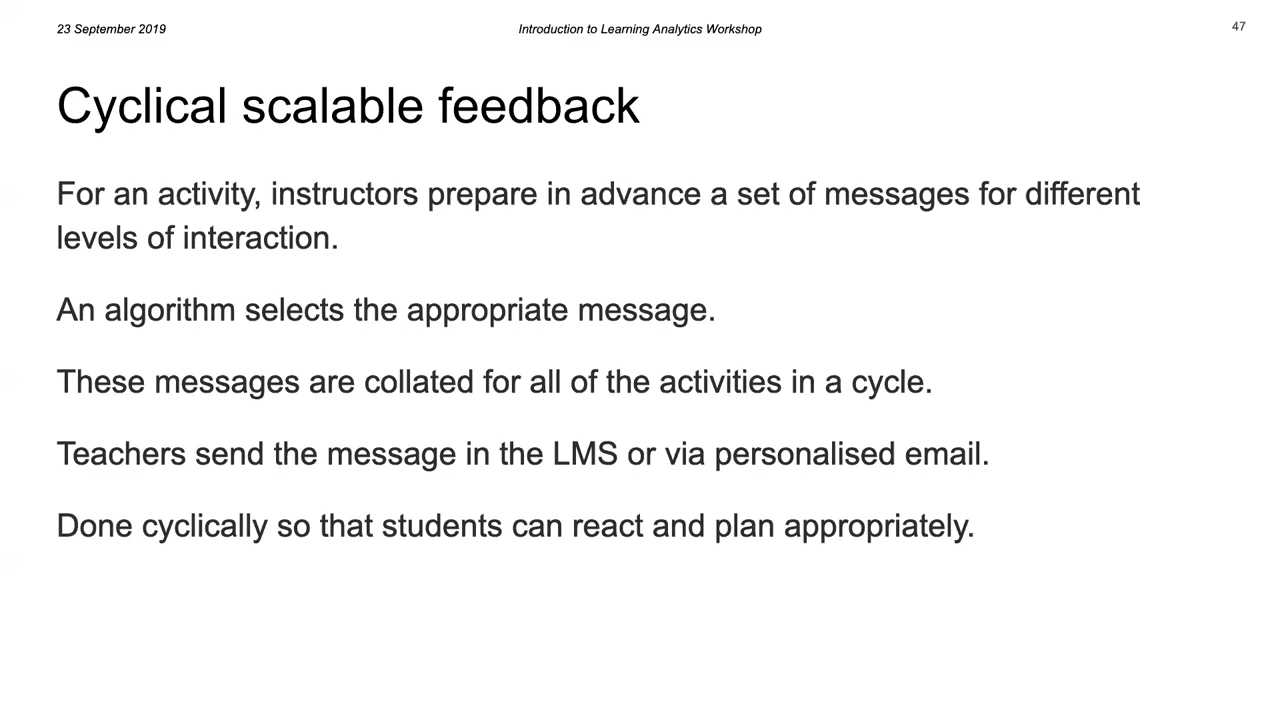 23 September 2019
Introduction to Learning Analytics Workshop
47
Cyclical scalable feedback
For an activity, instructors prepare in advance a set of messages for different
levels of interaction.
An algorithm selects the appropriate message.
These messages are collated for all of the activities in a cycle.
Teachers send the message in the LMS or via personalised email.
Done cyclically so that students can react and plan appropriately.